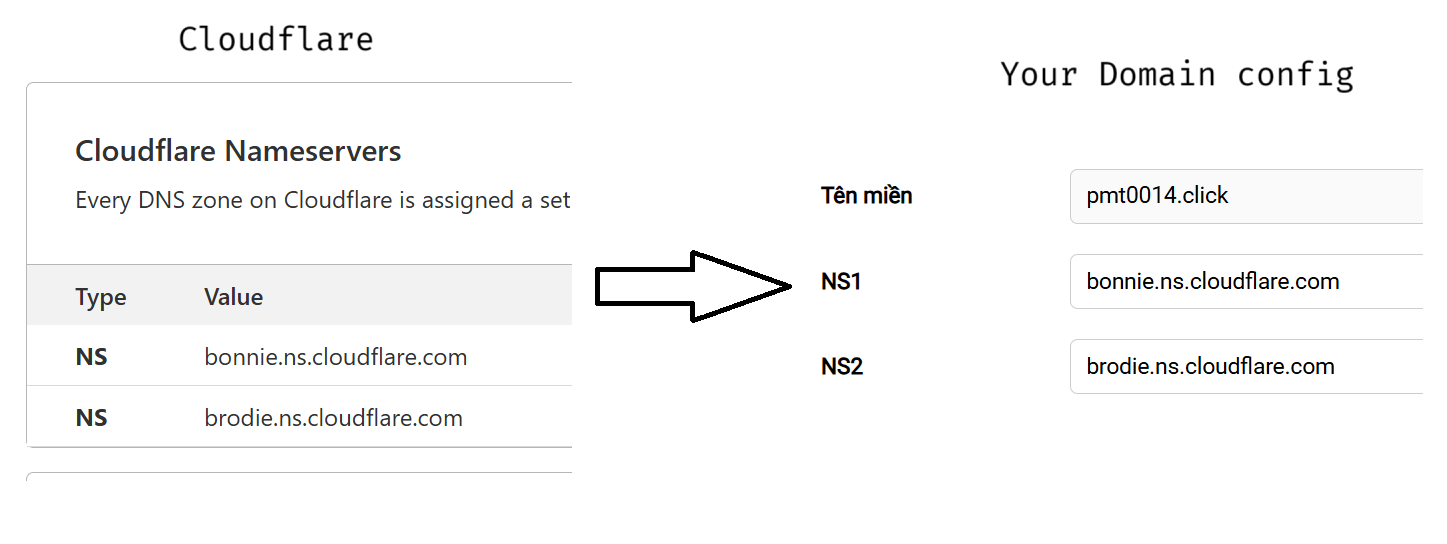 Cloudflare
Cloudflare Nameservers
Every DNS zone on Cloudflare is assigned a set
Type Value
NS bonnie.ns.cloudflare.com
NS brodie.ns.cloudflare.com
Your Domain config
Tên miền pmt0014.click
NS1 bonnie.ns.cloudflare.com
NS2 brodie.ns.cloudflare.com